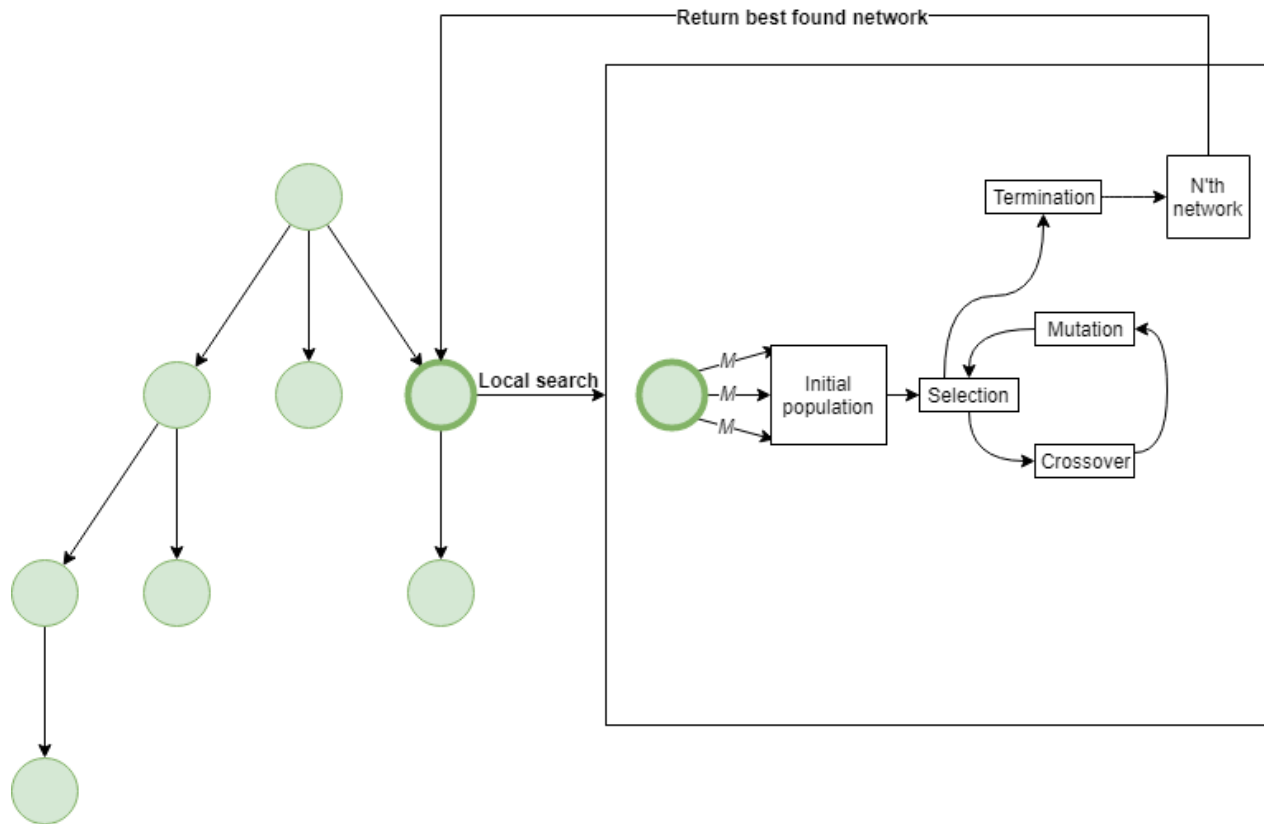 Return best found network
Termination
N'th
network
Mutation
Local search
M
M
M
Initial
population
Selection
Crossover